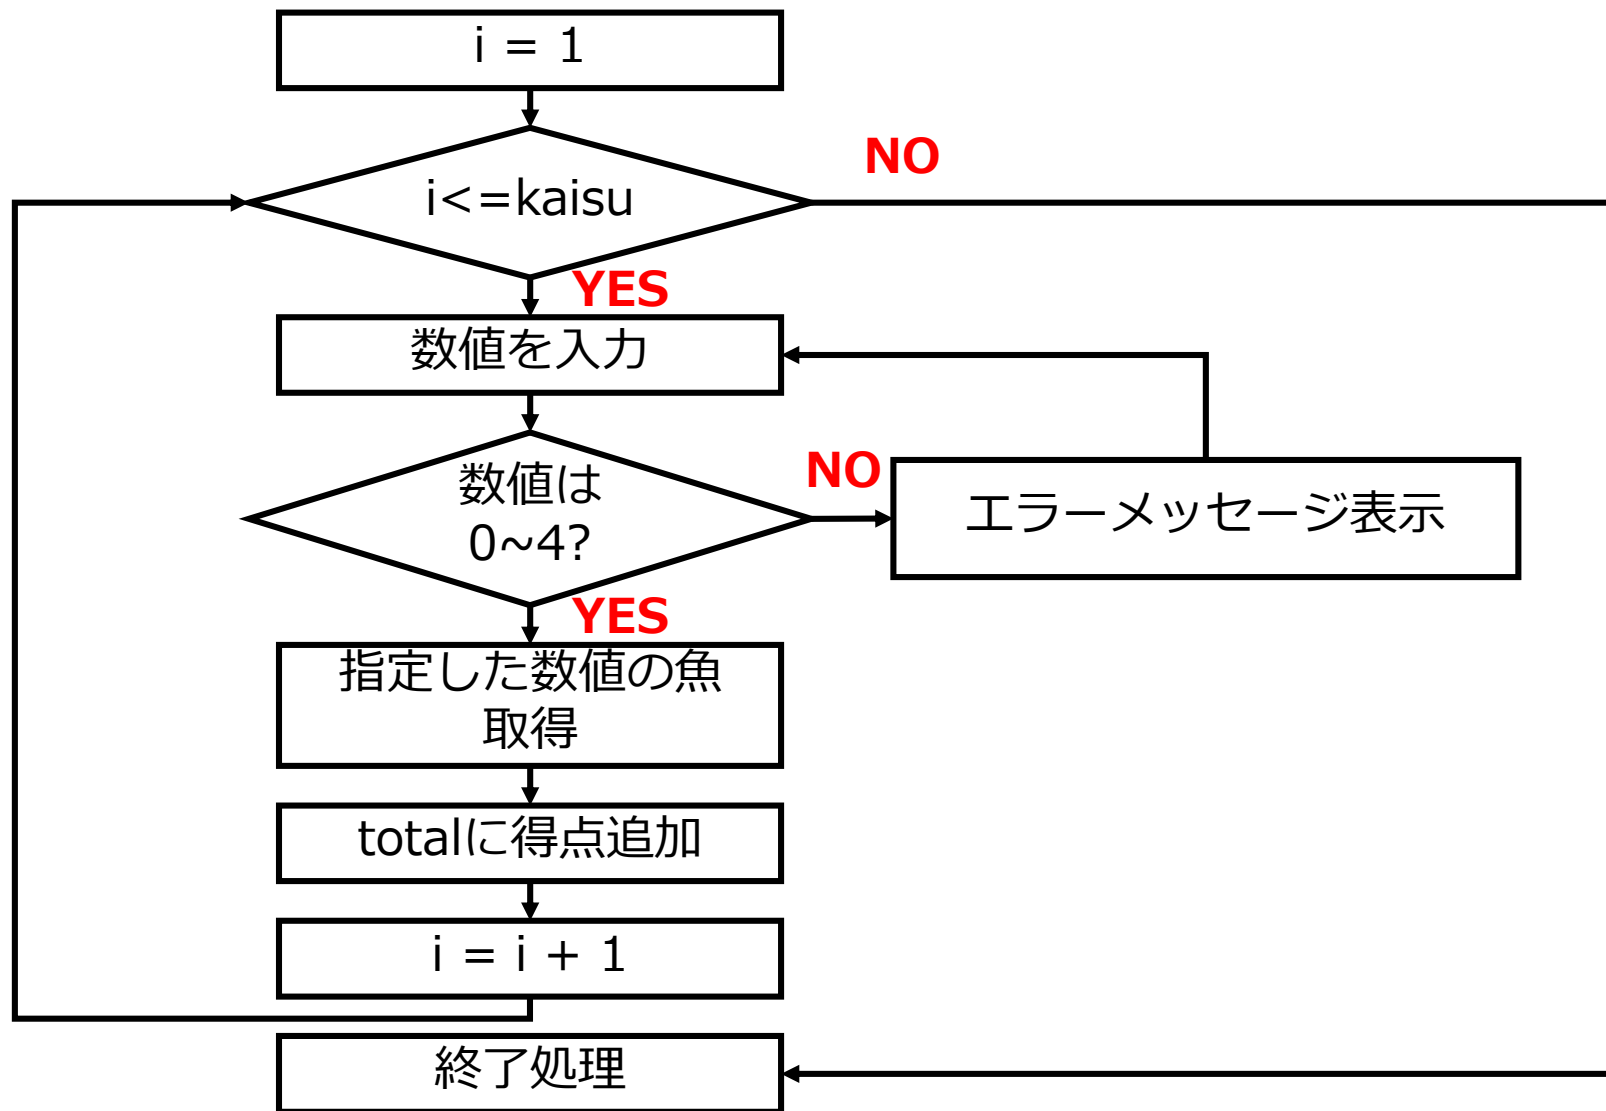 i = 1
NO
i<=kaisu
YES
数値を入力
数値は
0~4?
NO
エラーメッセージ表示
YES
指定した数値の魚
取得
totalに得点追加
i = i + 1
終了処理